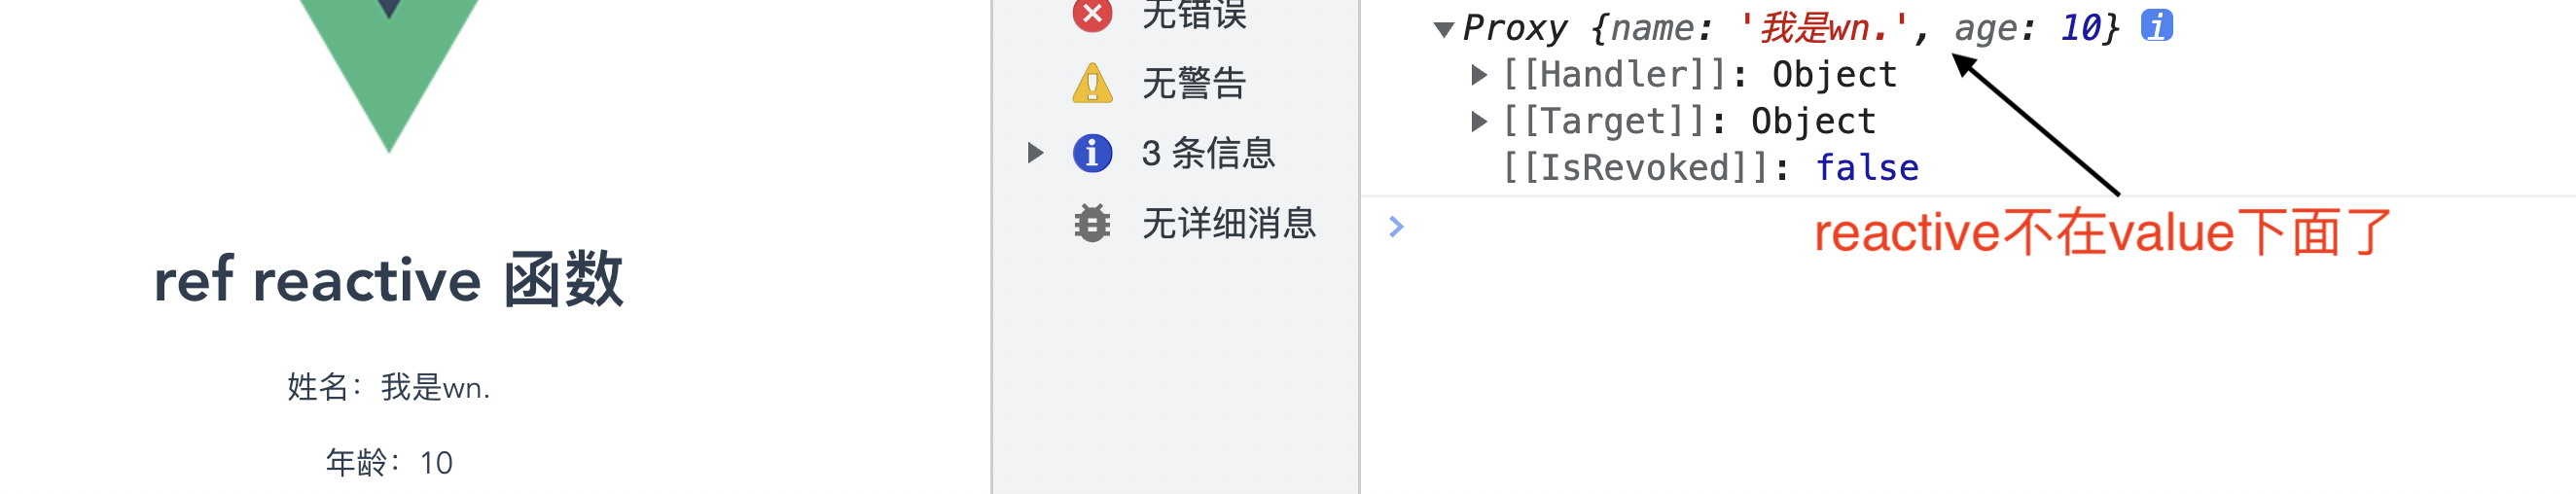 ref reactive 函数
姓名：我是wn.
年龄：10
无错误
无警告
3 条信息
无详细消息
Proxy {name: '我是wn.', age: 10} i
[[Handler]]: Object
[[Target]]: Object
[[IsRevoked]]: false
reactive不在value下面了